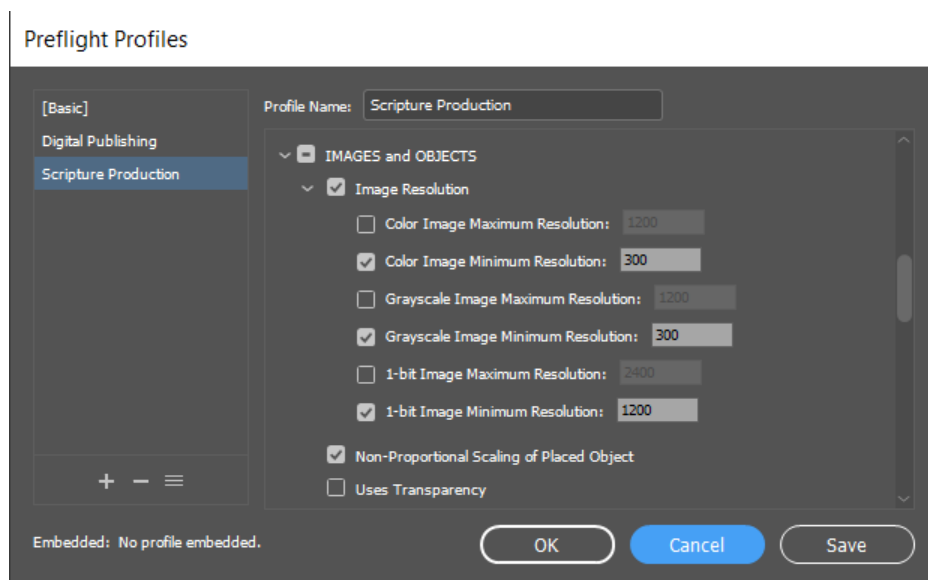 Preflight Profiles
[Basic]
Digital Publishing
Scripture Production
Profile Name: Scripture Production
IMAGES and OBJECTS
Image Resolution
Color Image Maximum Resolution: 1200
Color Image Minimum Resolution: 300
Grayscale Image Maximum Resolution: 1200
Grayscale Image Minimum Resolution: 300
1-bit Image Maximum Resolution: 2400
1-bit Image Minimum Resolution: 1200
Non-Proportional Scaling of Placed Object
Uses Transparency
Embedded: No profile embedded.
OK
Cancel
Save